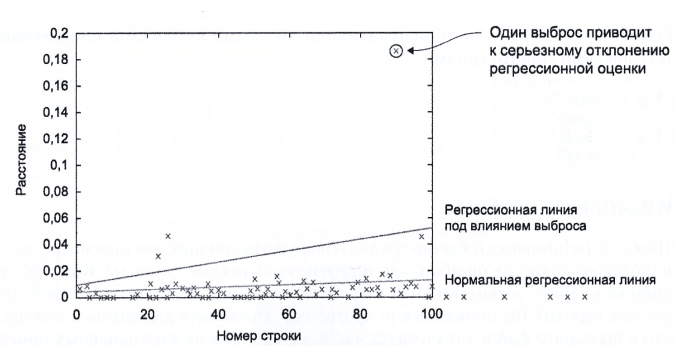 Один выброс приводит
к серьезному отклонению
регрессионной оценки
0,2
0,18
0,16
0,14
0,12
0,1
0,08
0,06
0,04
0,02
0
Расстояние
Регрессионная линия
под влиянием выброса
Нормальная регрессионная линия
0 20 40 60 80 100
Номер строки